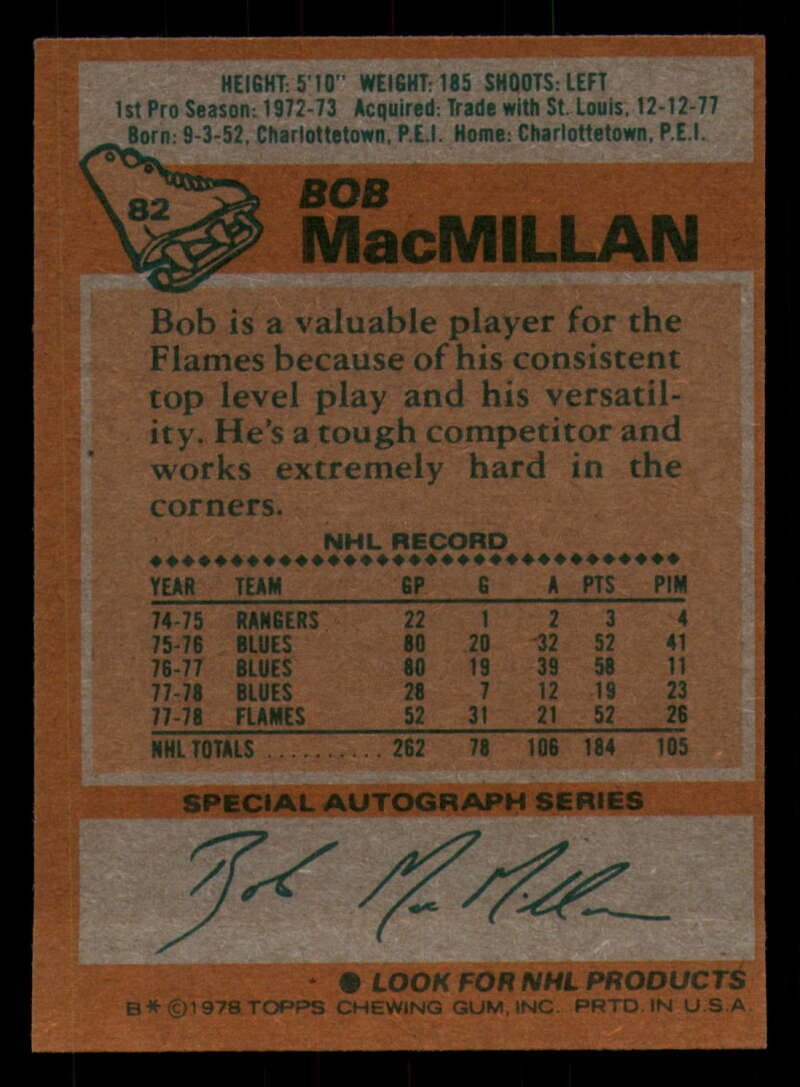 HEIGHT: 5'10" WEIGHT: 185 SHOOTS: LEFT
1st Pro Season: 1972-73 Acquired: Trade with St. Louis, 12-12-77
Born: 9-3-52, Charlottetown, P.E.I. Home: Charlottetown, P.E.I.
82
BOB
MacMILLAN
Bob is a valuable player for the
Flames because of his consistent
top level play and his versatil-
ity. He's a tough competitor and
works extremely hard in the
corners.
NHL RECORD
YEAR TEAM GP G A PTS PIM
74-75 RANGERS 22 1 2 3 4
75-76 BLUES 80 20 32 52 41
76-77 BLUES 80 19 39 58 11
77-78 BLUES 28 7 12 19 23
77-78 FLAMES 52 31 21 52 26
NHL TOTALS .......... 262 78 106 184 105
SPECIAL AUTOGRAPH SERIES
Bob MacMillan
● LOOK FOR NHL PRODUCTS
B* ©1978 TOPPS CHEWING GUM, INC. PRTD. IN U.S.A.